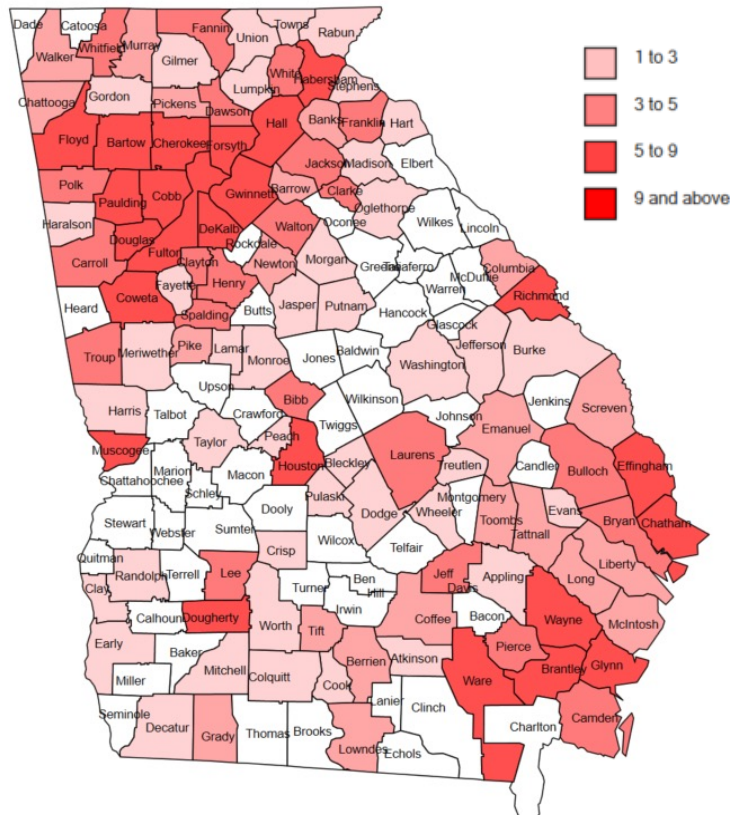 Dade
Catoosa
Fannin
Towns
Rabun
Union
Walker
Whitfield
Murray
Gilmer
White
Habersham
Stephens
Lumpkin
Chattooga
Gordon
Pickens
Dawson
Hall
Banks
Franklin
Hart
Floyd
Bartow
Cherokee
Forsyth
Jackson
Madison
Elbert
Polk
Paulding
Cobb
Gwinnett
Barrow
Clarke
Oglethorpe
Haralson
Douglas
DeKalb
Walton
Oconee
Wilkes
Lincoln
Rockdale
Carroll
Fulton
Clayton
Newton
Morgan
Greene
Taliaferro
McDuffie
Columbia
Heard
Coweta
Fayette
Henry
Warren
Richmond
Spalding
Butts
Jasper
Putnam
Hancock
Glascock
Troup
Meriwether
Pike
Lamar
Monroe
Jones
Baldwin
Washington
Jefferson
Burke
Upson
Harris
Talbot
Crawford
Bibb
Wilkinson
Twiggs
Johnson
Jenkins
Screven
Muscogee
Taylor
Peach
Emanuel
Chattahoochee
Marion
Schley
Macon
Houston
Bleckley
Laurens
Treutlen
Candler
Bulloch
Effingham
Stewart
Webster
Sumter
Dooly
Pulaski
Dodge
Wheeler
Montgomery
Toombs
Tattnall
Evans
Bryan
Chatham
Quitman
Crisp
Wilcox
Telfair
Liberty
Clay
Randolph
Terrell
Lee
Turner
Ben
Hill
Irwin
Jeff
Davis
Appling
Long
Calhoun
Dougherty
Worth
Tift
Coffee
Bacon
Wayne
McIntosh
Early
Baker
Mitchell
Colquitt
Cook
Berrien
Atkinson
Pierce
Brantley
Glynn
Miller
Ware
Seminole
Decatur
Grady
Thomas
Brooks
Lowndes
Lanier
Echols
Clinch
Charlton
Camden
1 to 3
3 to 5
5 to 9
9 and above